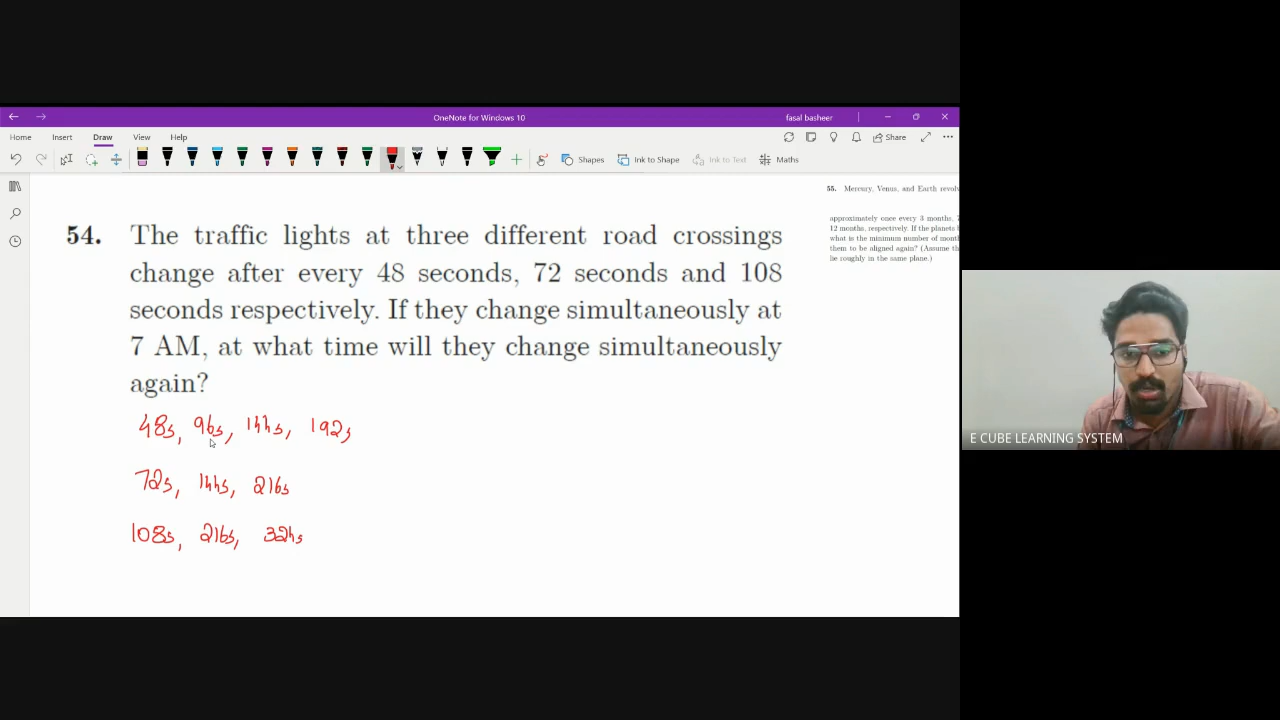 OneNote for Windows 10
fasal basheer
Home Insert Draw View Help
Share
Shapes Ink to Shape Ink to Text Maths
55. Mercury, Venus, and Earth revolv
approximately once every 3 months, 7
12 months, respectively. If the planets
what is the minimum number of month
them to be aligned again? (Assume th
lie roughly in the same plane.)
54. The traffic lights at three different road crossings
change after every 48 seconds, 72 seconds and 108
seconds respectively. If they change simultaneously at
7 AM, at what time will they change simultaneously
again?
48s, 96s, 144s, 192s
72s, 144s, 216s
108s, 216s, 324s
E CUBE LEARNING SYSTEM